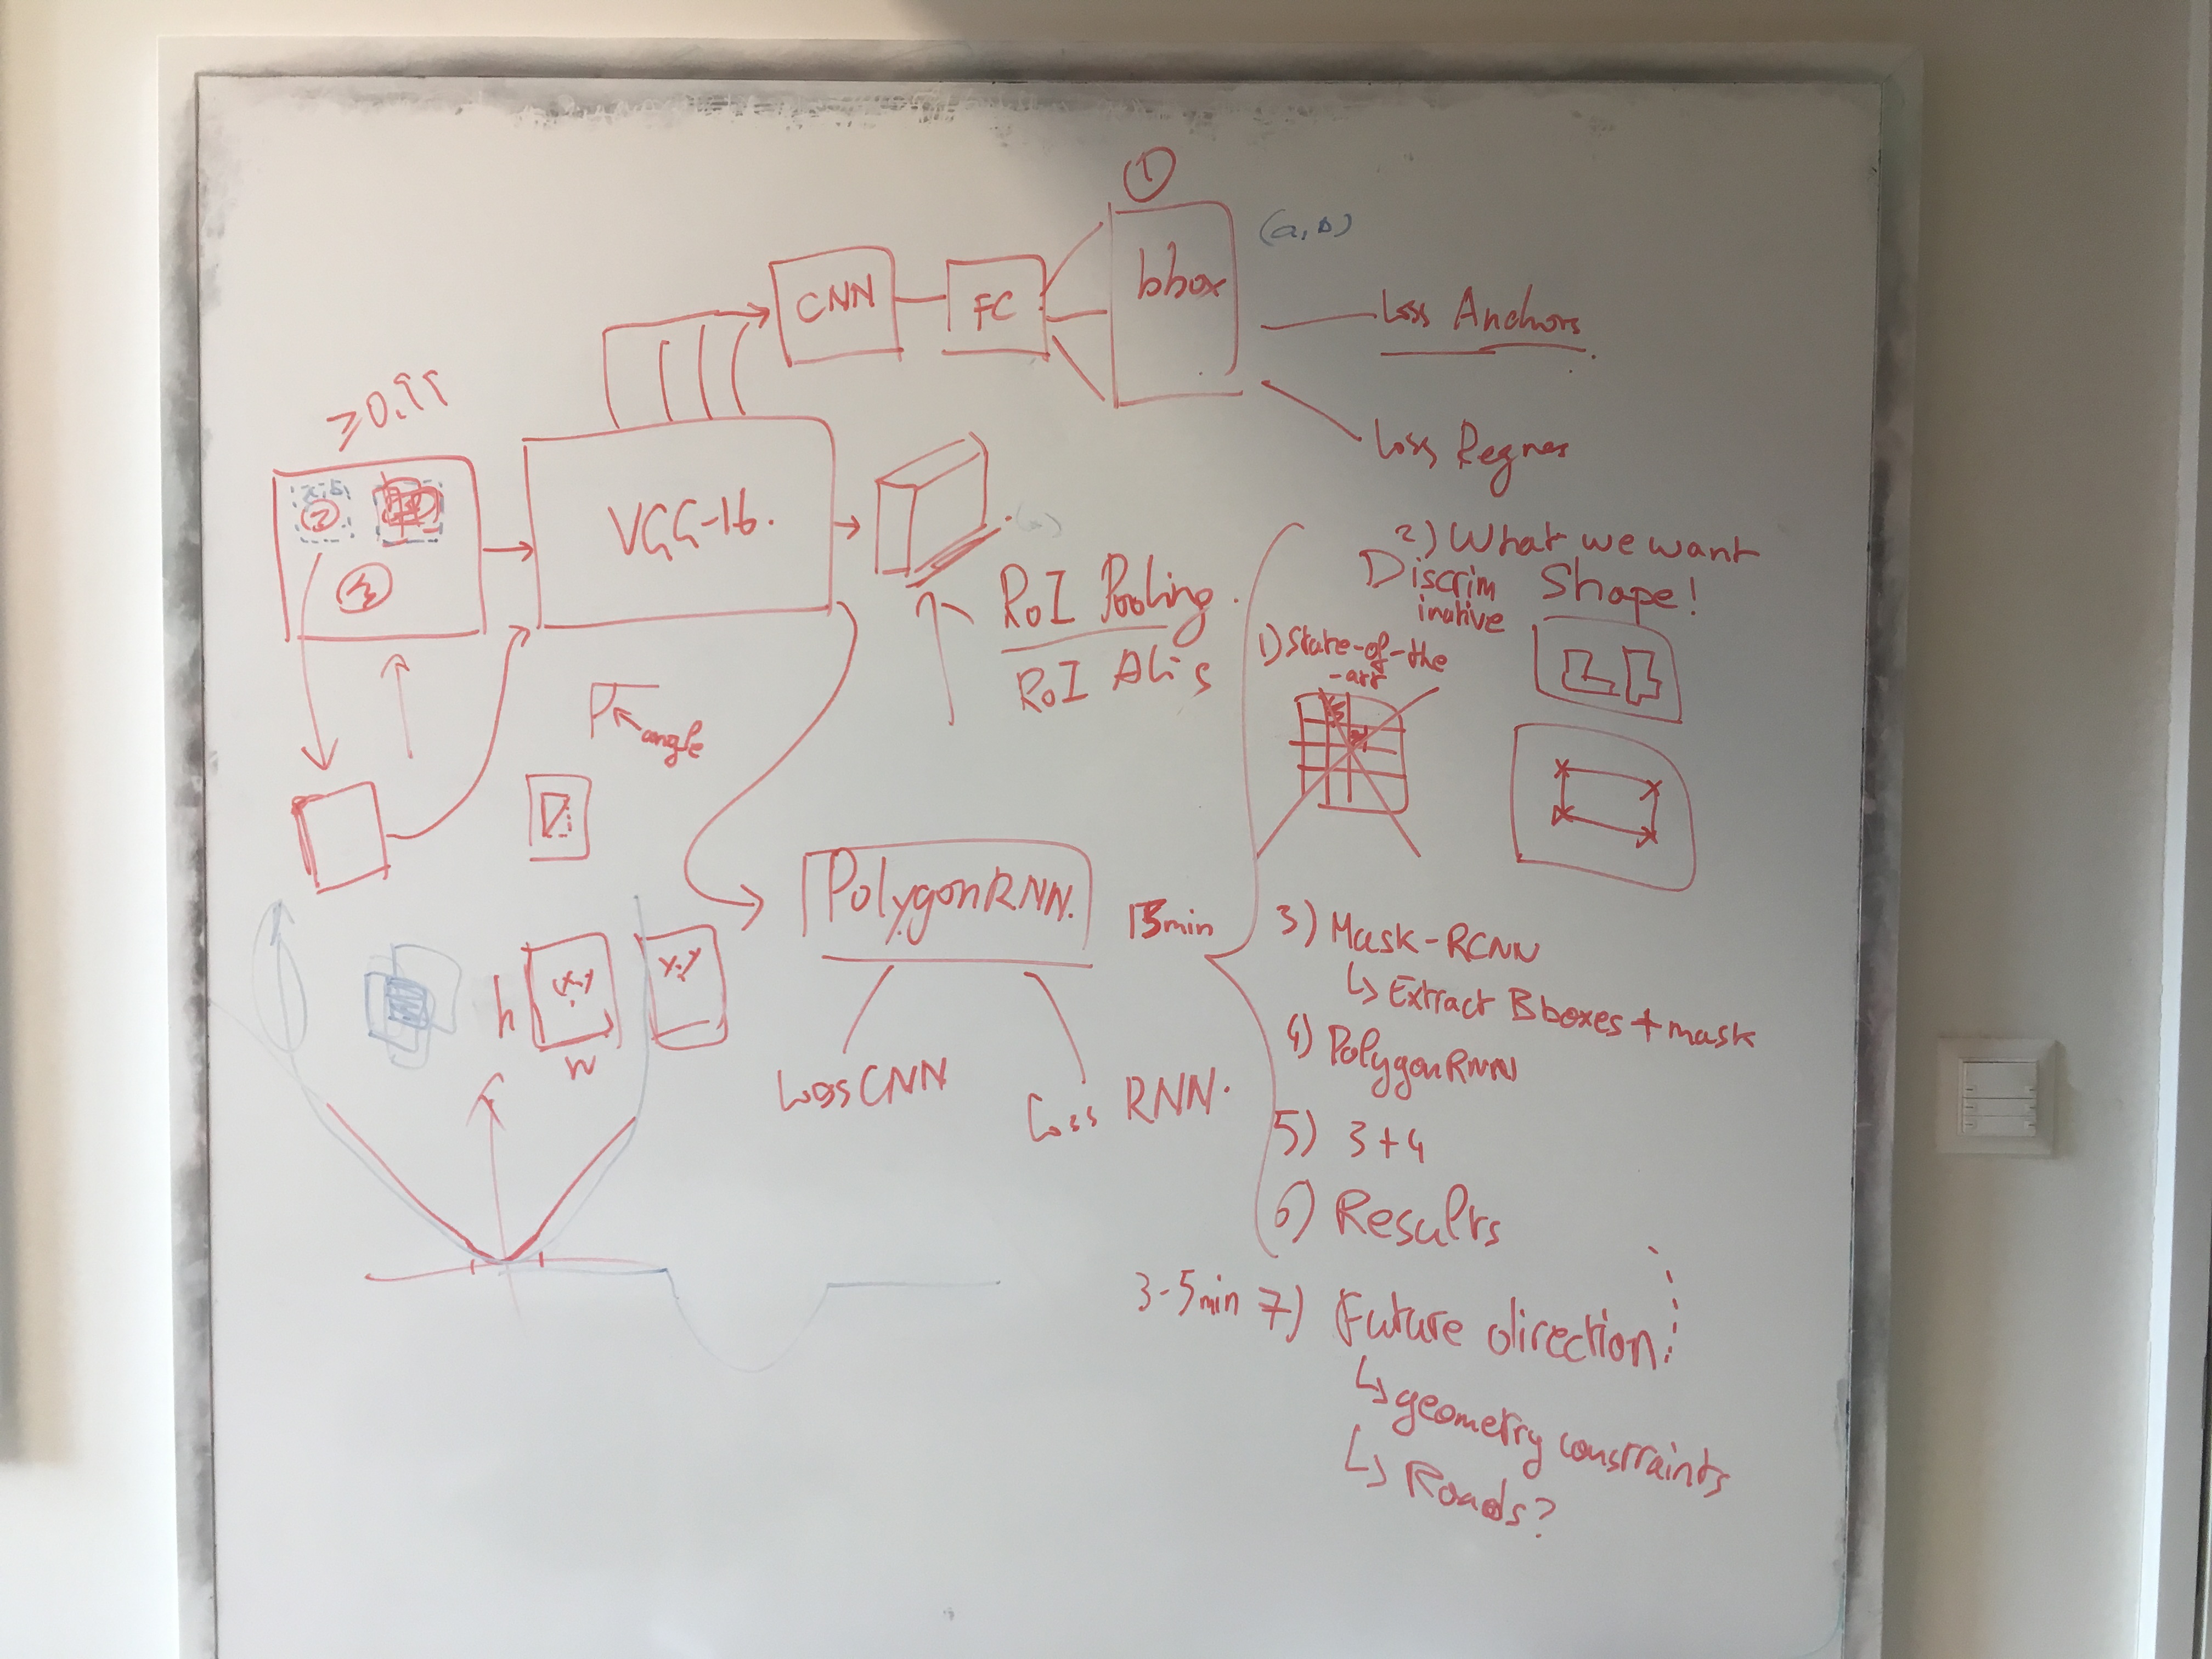 1
bbox
(a,b)
CNN
FC
Loss Anchors
Loss Regres
≥0.99
2
3
VGG-16.
RoI Pooling
RoI Alig
angle
PolygonRNN.
Loss CNN
Loss RNN.
h
(x,y
w
x,y
15min
2) What we want
Discrim
inative
Shape!
1) State-of-the
-art
3) Mask-RCNN
↳ Extract Bboxes + mask
4) PolygonRNN
5) 3+4
6) Results
3-5min 7) Future direction:
↳ geometry constraints
↳ Roads?